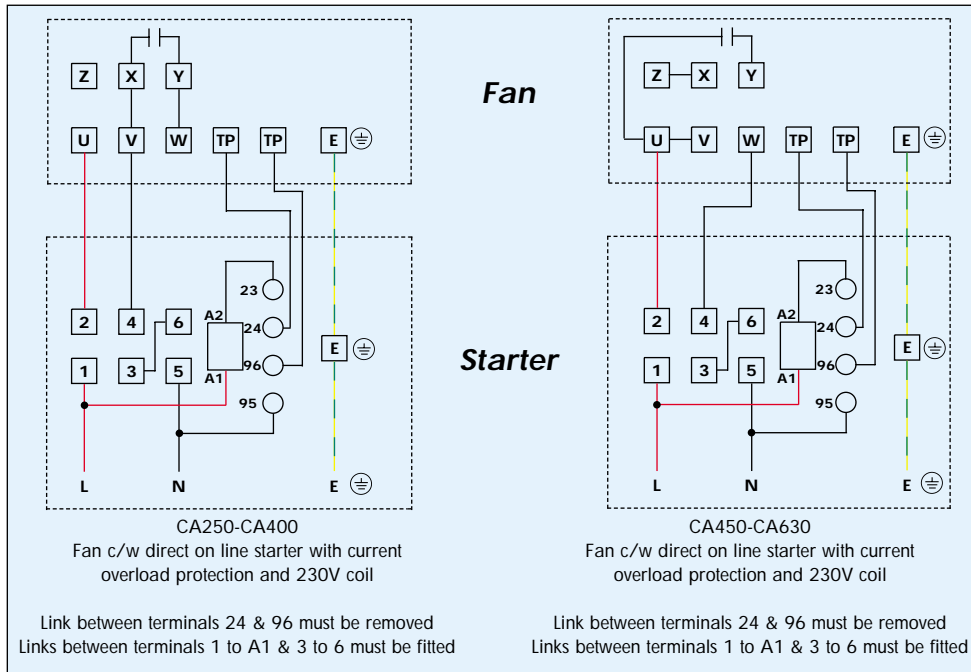 Z X Y
U V W TP TP E
Fan
Z X Y
U V W TP TP E
23
2 4 6 A2 24
E
1 3 5 A1 96
95
L N E
Starter
23
2 4 6 A2 24
E
1 3 5 A1 96
95
L N E
CA250-CA400
Fan c/w direct on line starter with current
overload protection and 230V coil
Link between terminals 24 & 96 must be removed
Links between terminals 1 to A1 & 3 to 6 must be fitted
CA450-CA630
Fan c/w direct on line starter with current
overload protection and 230V coil
Link between terminals 24 & 96 must be removed
Links between terminals 1 to A1 & 3 to 6 must be fitted